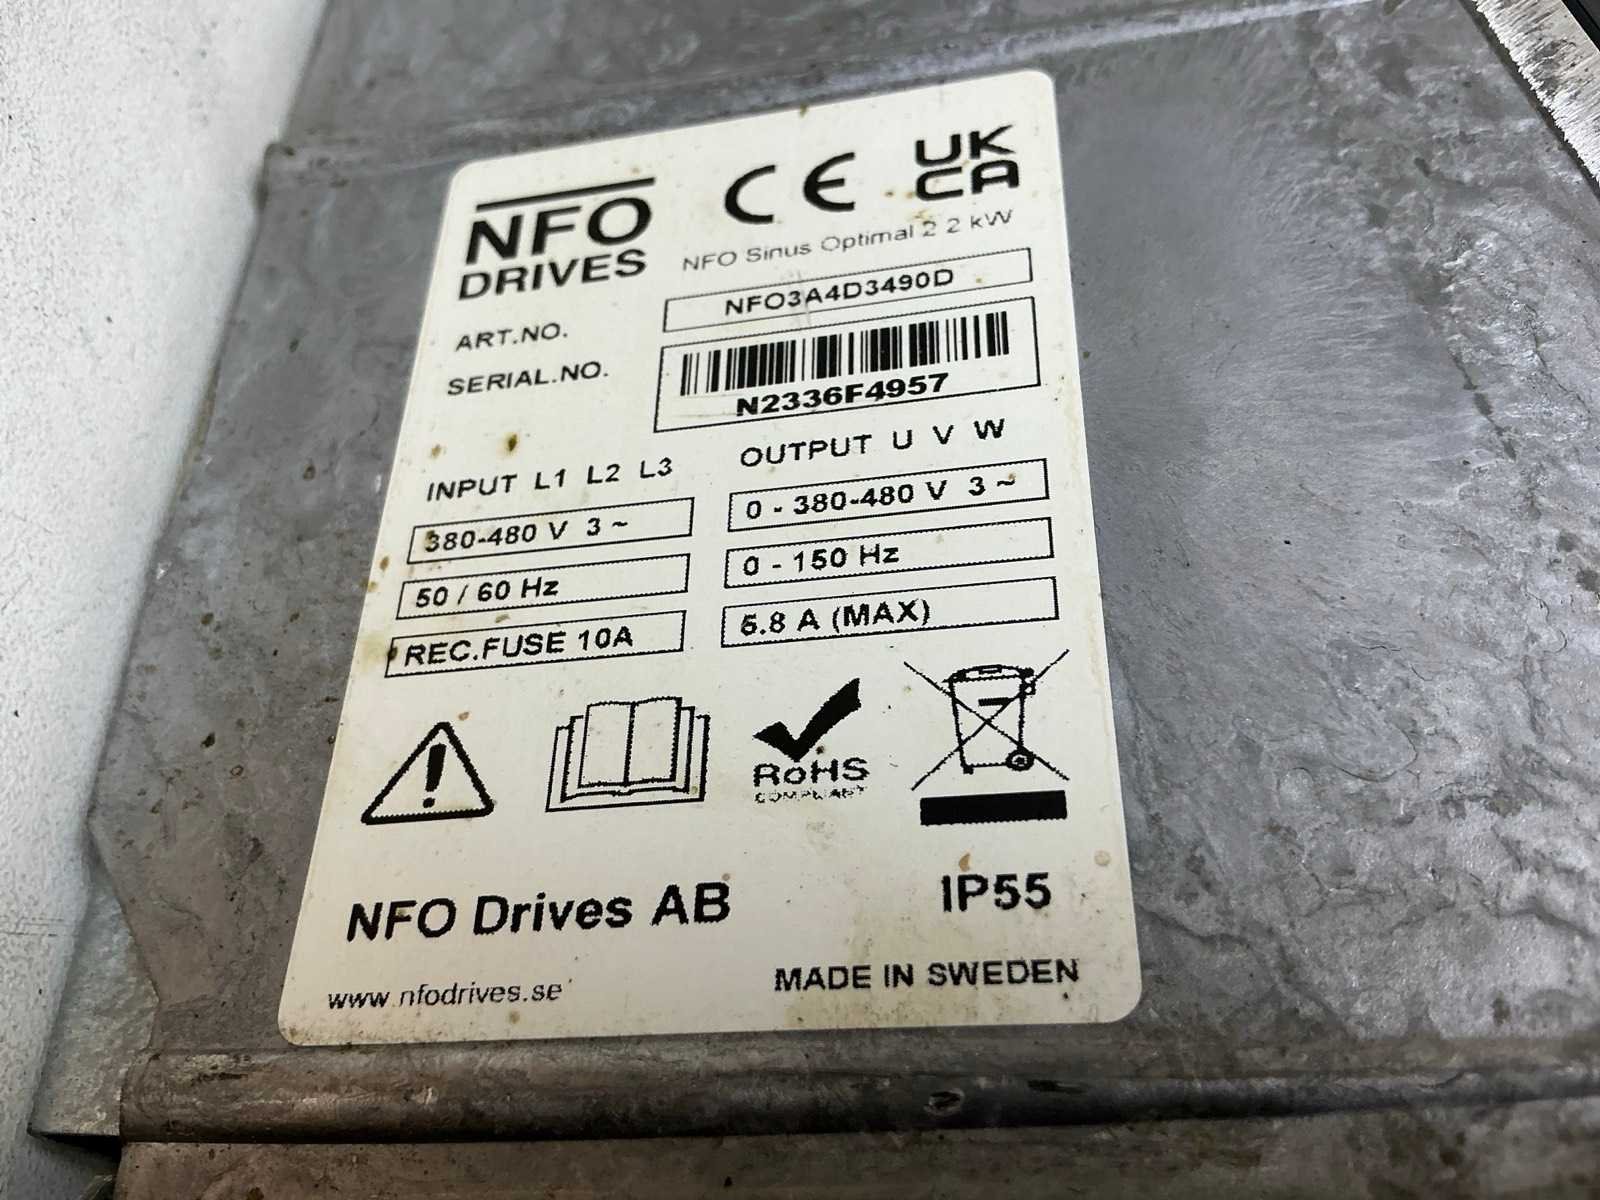 NFO
DRIVES
CE
UK
CA
NFO Sinus Optimal 2.2 kW
ART.NO.
NFO3A4D3490D
SERIAL.NO.
N2336F4957
INPUT L1 L2 L3
380-480 V 3 ~
50 / 60 Hz
REC.FUSE 10A
OUTPUT U V W
0 - 380-480 V 3 ~
0 - 150 Hz
5.8 A (MAX)
RoHS
COMPLIANT
NFO Drives AB
IP55
www.nfodrives.se
MADE IN SWEDEN